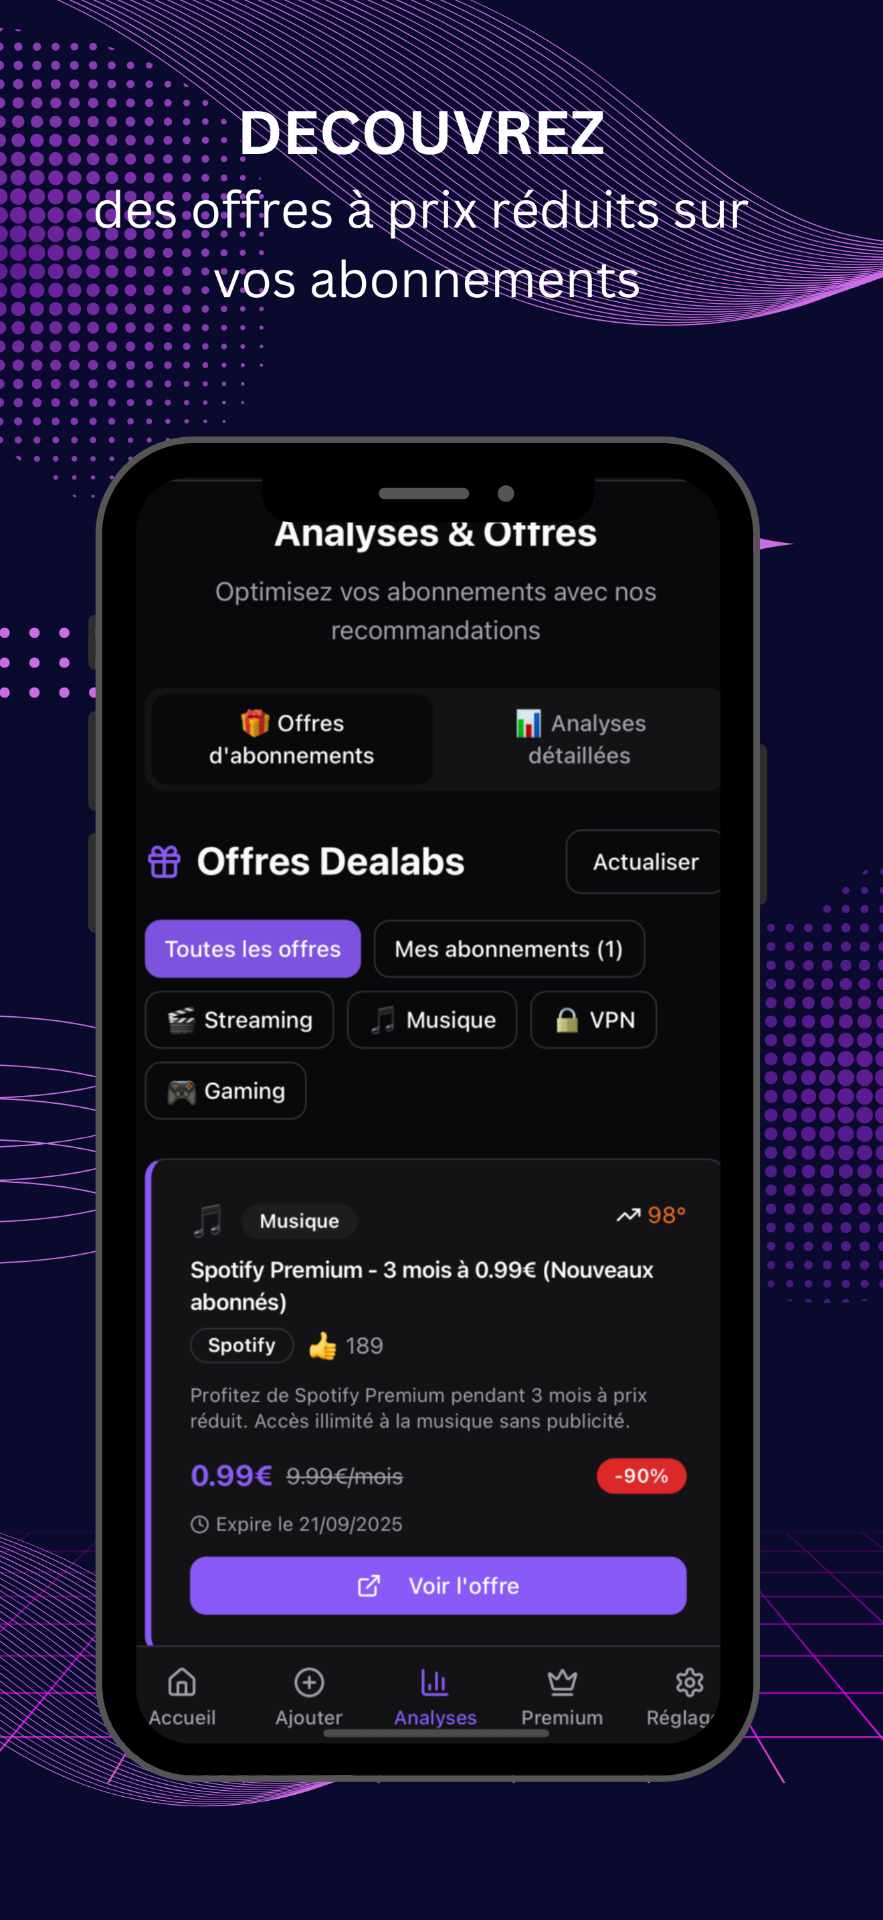 DECOUVREZ
des offres à prix réduits sur
vos abonnements
Analyses & Offres
Optimisez vos abonnements avec nos
recommandations
Offres
d'abonnements
Analyses
détaillées
Offres Dealabs
Actualiser
Toutes les offres
Mes abonnements (1)
Streaming
Musique
VPN
Gaming
Musique
98°
Spotify Premium - 3 mois à 0.99€ (Nouveaux
abonnés)
Spotify
189
Profitez de Spotify Premium pendant 3 mois à prix
réduit. Accès illimité à la musique sans publicité.
0.99€ 9.99€/mois
-90%
Expire le 21/09/2025
Voir l'offre
Accueil
Ajouter
Analyses
Premium